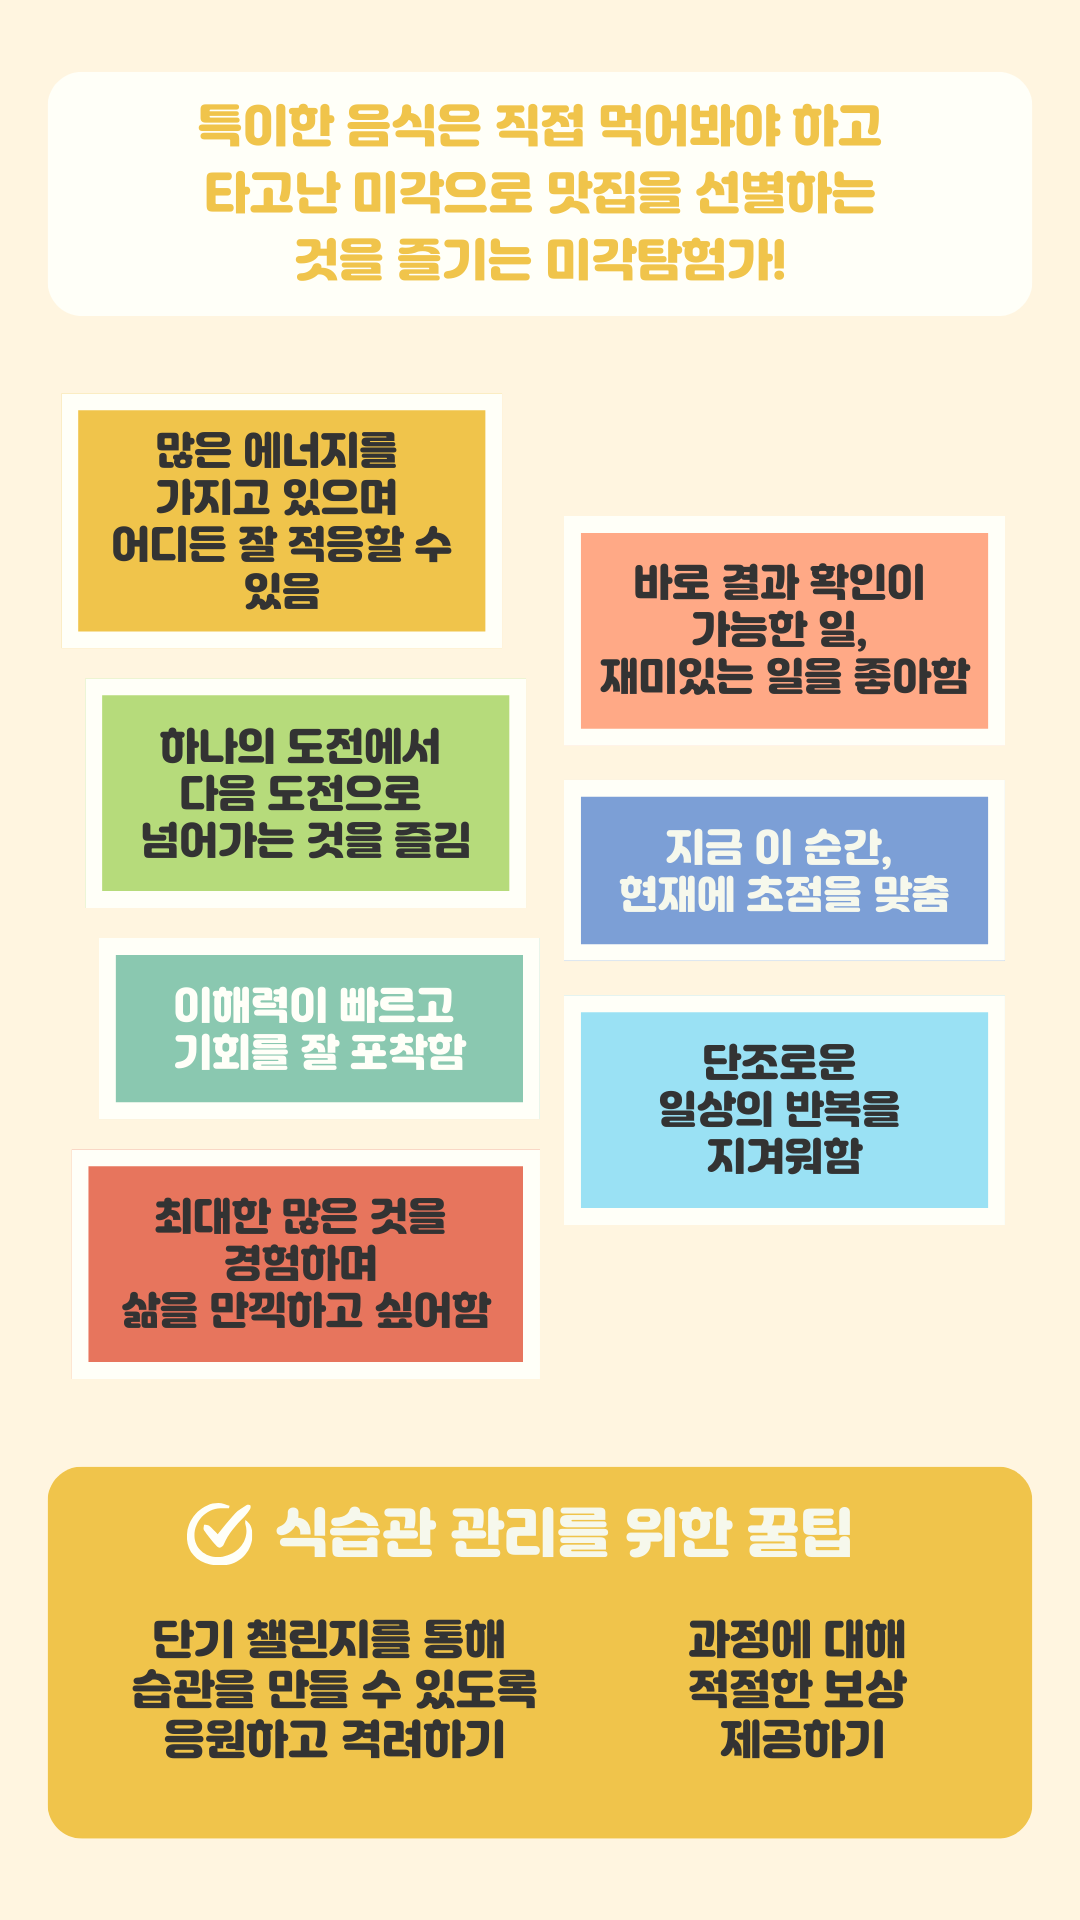 특이한 음식은 직접 먹어봐야 하고
타고난 미각으로 맛집을 선별하는
것을 즐기는 미각탐험가!
많은 에너지를
가지고 있으며
어디든 잘 적응할 수
있음
하나의 도전에서
다음 도전으로
넘어가는 것을 즐김
이해력이 빠르고
기회를 잘 포착함
최대한 많은 것을
경험하며
삶을 만끽하고 싶어함
바로 결과 확인이
가능한 일,
재미있는 일을 좋아함
지금 이 순간,
현재에 초점을 맞춤
단조로운
일상의 반복을
지겨워함
식습관 관리를 위한 꿀팁
단기 챌린지를 통해
습관을 만들 수 있도록
응원하고 격려하기
과정에 대해
적절한 보상
제공하기